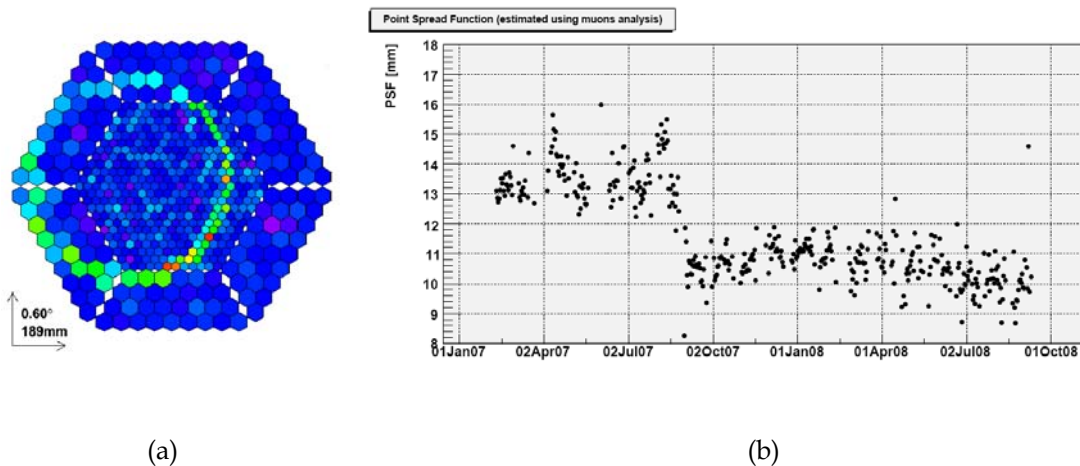 Point Spread Function (estimated using muons analysis)
PSF [mm]
18
17
16
15
14
13
12
11
10
9
8
01Jan07 02Apr07 02Jul07 02Oct07 01Jan08 01Apr08 02Jul08 01Oct08
0.60°
189mm
(a) (b)